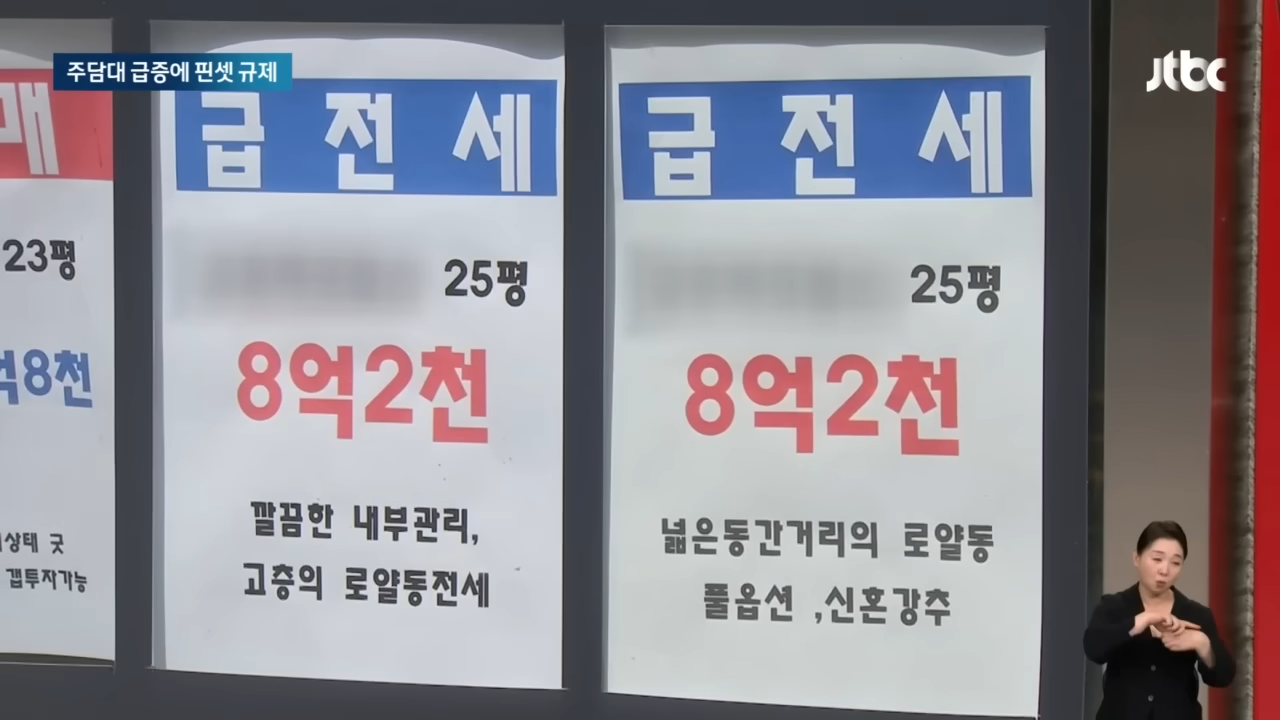 주담대 급증에 핀셋 규제
jtbc
매
23평
억8천
상태 굿
갭투자가능
급 전 세
25평
8억2천
깔끔한 내부관리,
고층의 로얄동전세
급 전 세
25평
8억2천
넓은동간거리의 로얄동
풀옵션 ,신혼강추